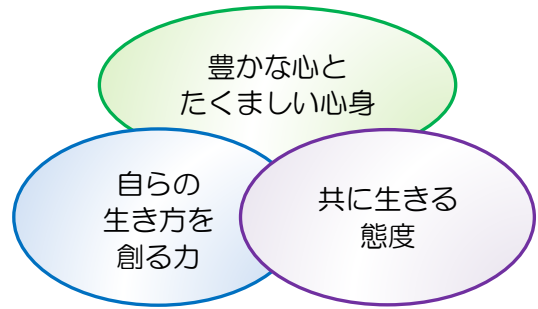 豊かな心と
たくましい心身
自らの
生き方を
創る力
共に生きる
態度